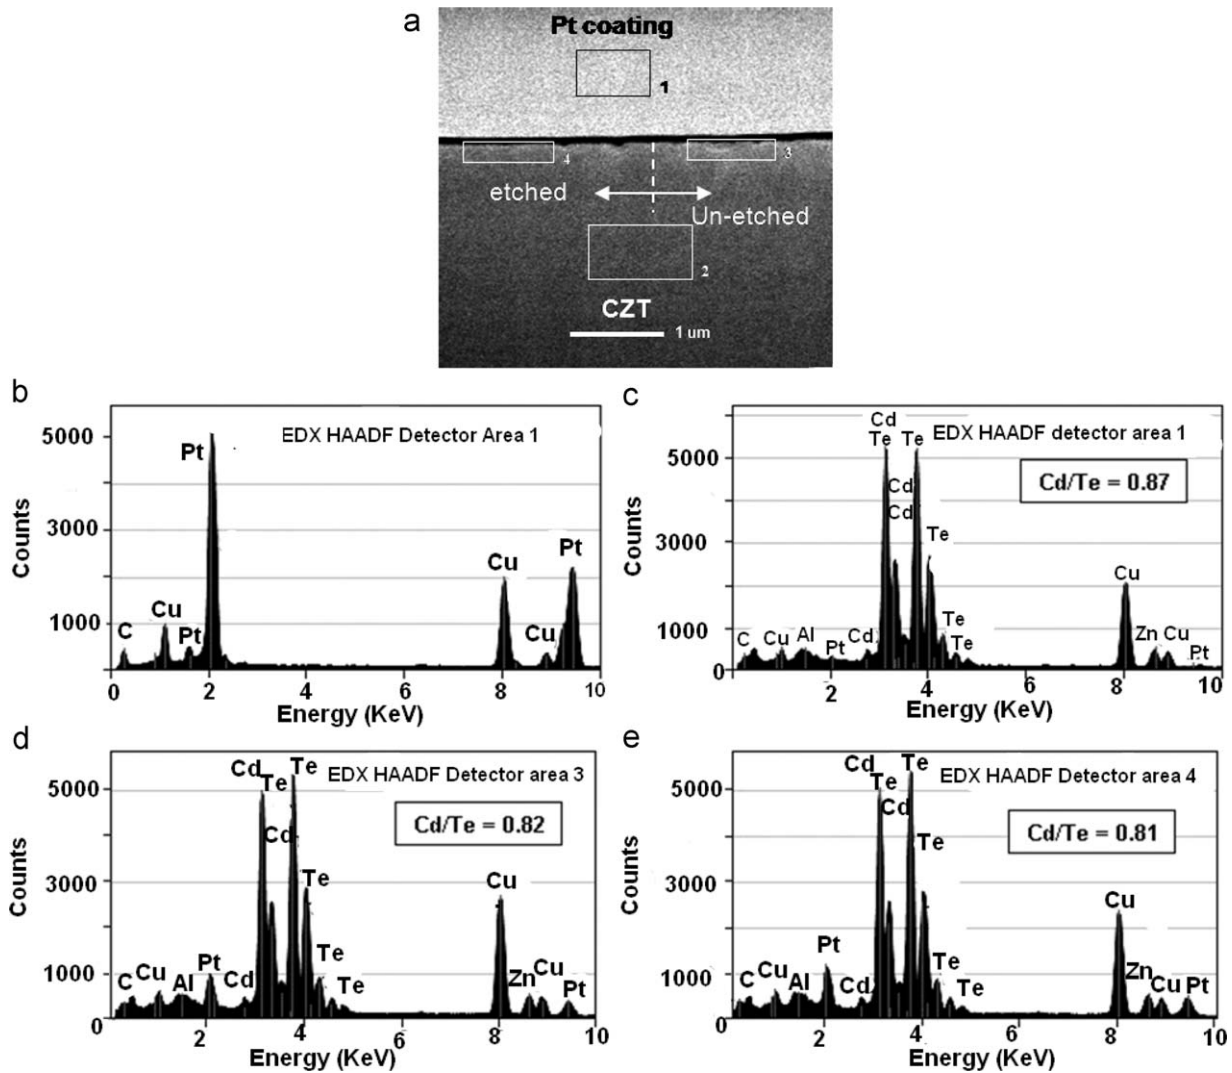 a
Pt coating
1
4
3
etched
Un-etched
2
CZT
1 um
b
EDX HAADF Detector Area 1
5000
3000
1000
Counts
Pt
C
Cu
Pt
Cu
Cu
Pt
0 2 4 6 8 10
Energy (KeV)
c
EDX HAADF detector area 1
Cd/Te = 0.87
5000
3000
1000
0
Counts
Cd
Te Te
Cd
Cd
Te
Te
Te
C Cu Al Pt Cd
Cu
Zn Cu
Pt
2 4 6 8 10
Energy (KeV)
d
EDX HAADF Detector area 3
Cd/Te = 0.82
5000
3000
1000
0
Counts
Cd Te Te
Cd
Te
Te
Te
C Cu Al Pt Cd
Cu
Zn Cu Pt
2 4 6 8 10
Energy (KeV)
e
EDX HAADF Detector area 4
Cd/Te = 0.81
5000
3000
1000
0
Counts
Cd Te Te
Cd
Te
Te
Te
C Cu Al Pt Cd
Cu
Zn Cu Pt
2 4 6 8 10
Energy (KeV)